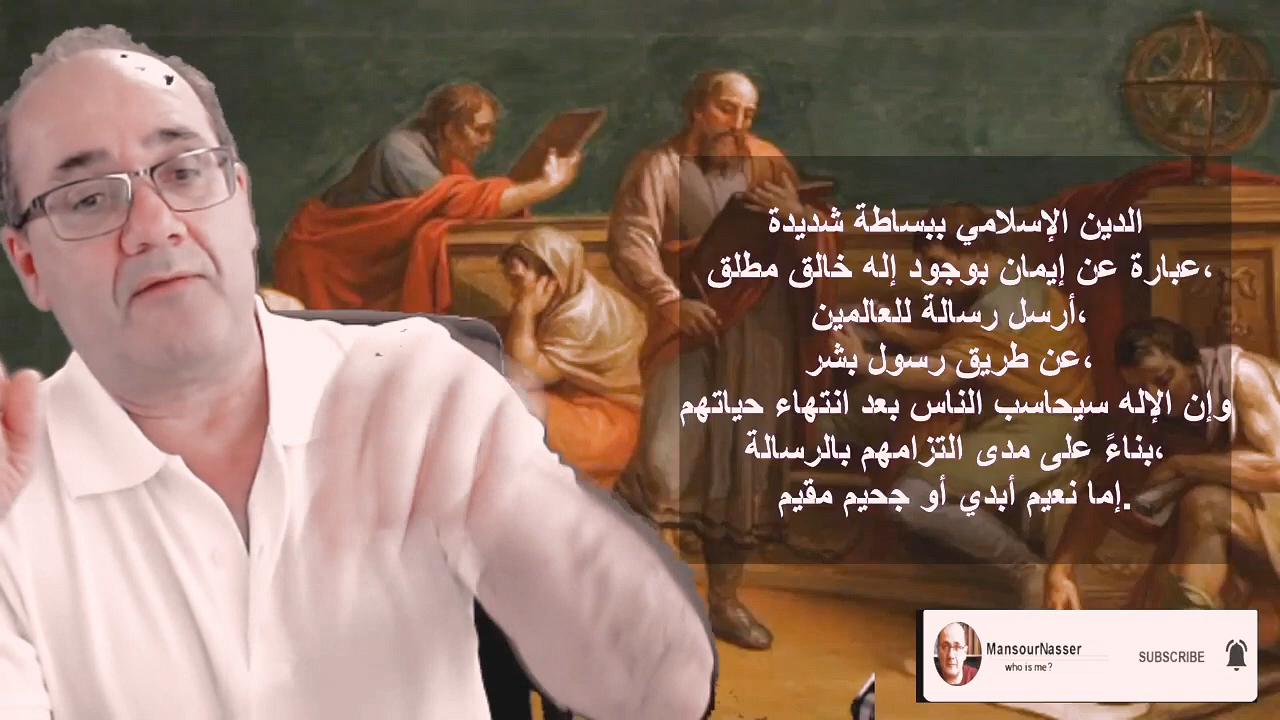 الدين الإسلامي ببساطة شديدة
عبارة عن إيمان بوجود إله خالق مطلق،
أرسل رسالة للعالمين،
عن طريق رسول بشر،
وإن الإله سيحاسب الناس بعد انتهاء حياتهم
بناءً على مدى التزامهم بالرسالة،
إما نعيم أبدي أو جحيم مقيم.
MansourNasser
who is me?
SUBSCRIBE